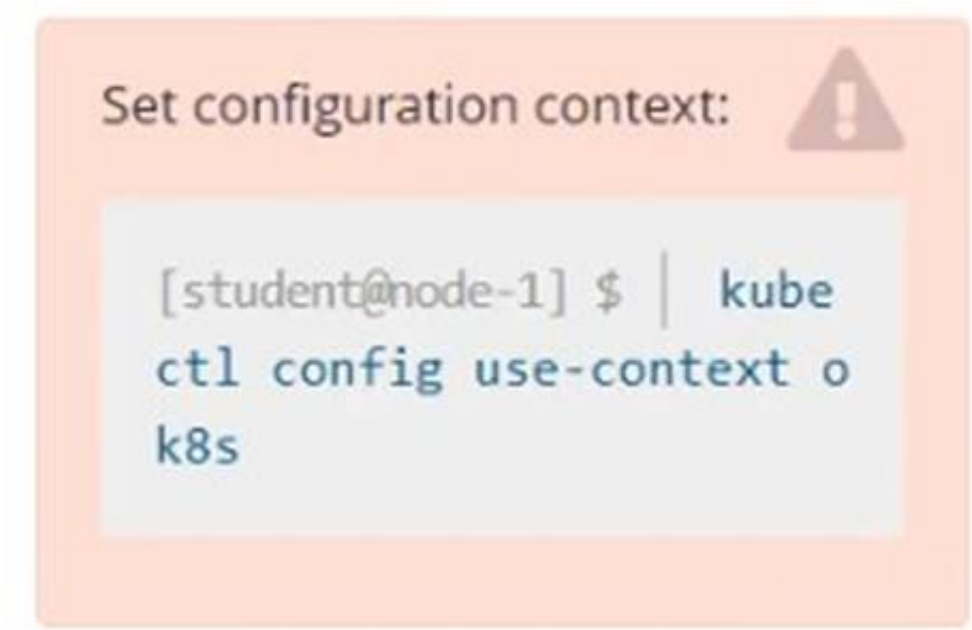 Set configuration context:
[student@node-1] $ | kube
ctl config use-context o
k8s